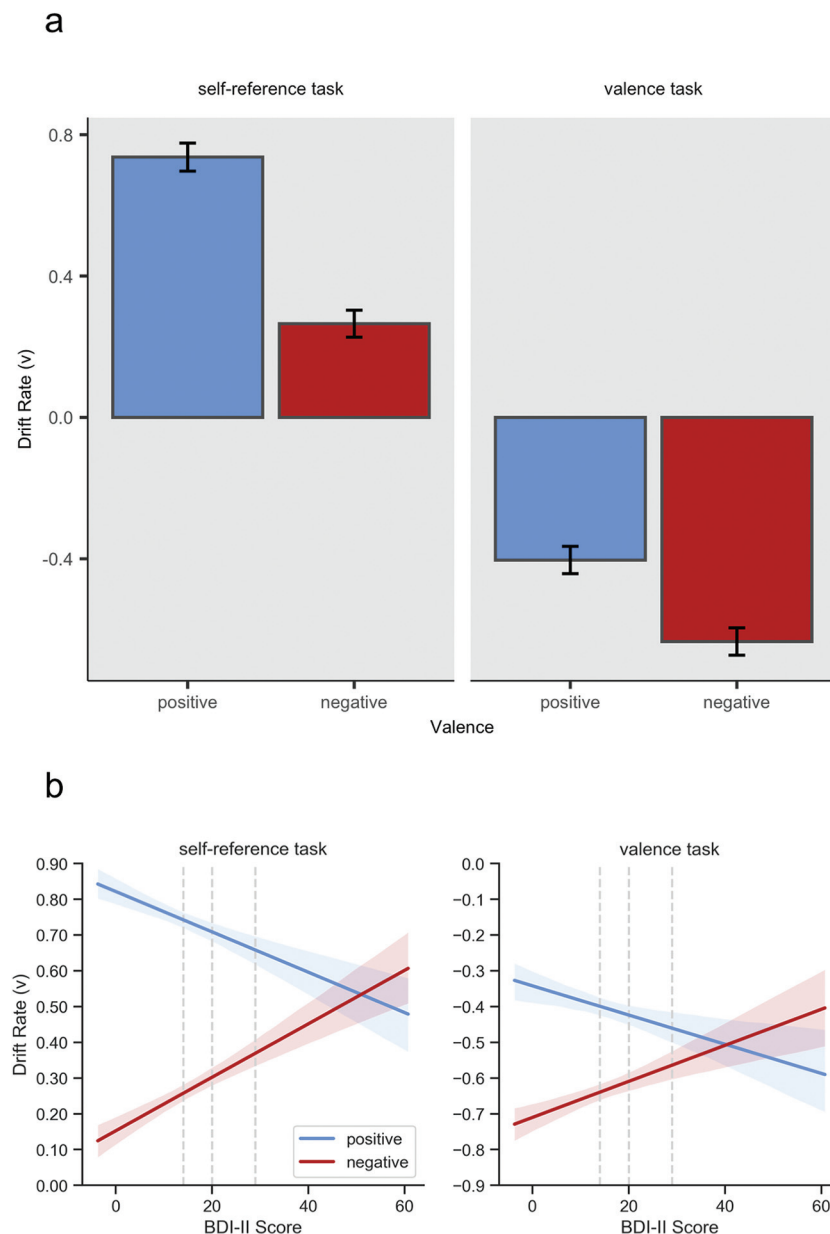 a
self-reference task
valence task
0.8
0.4
0.0
-0.4
Drift Rate (v)
positive
negative
positive
negative
Valence
b
self-reference task
0.90
0.80
0.70
0.60
0.50
0.40
0.30
0.20
0.10
0.00
Drift Rate (v)
positive
negative
0
20
40
60
BDI-II Score
valence task
0.0
−0.1
−0.2
−0.3
−0.4
−0.5
−0.6
−0.7
−0.8
−0.9
0
20
40
60
BDI-II Score